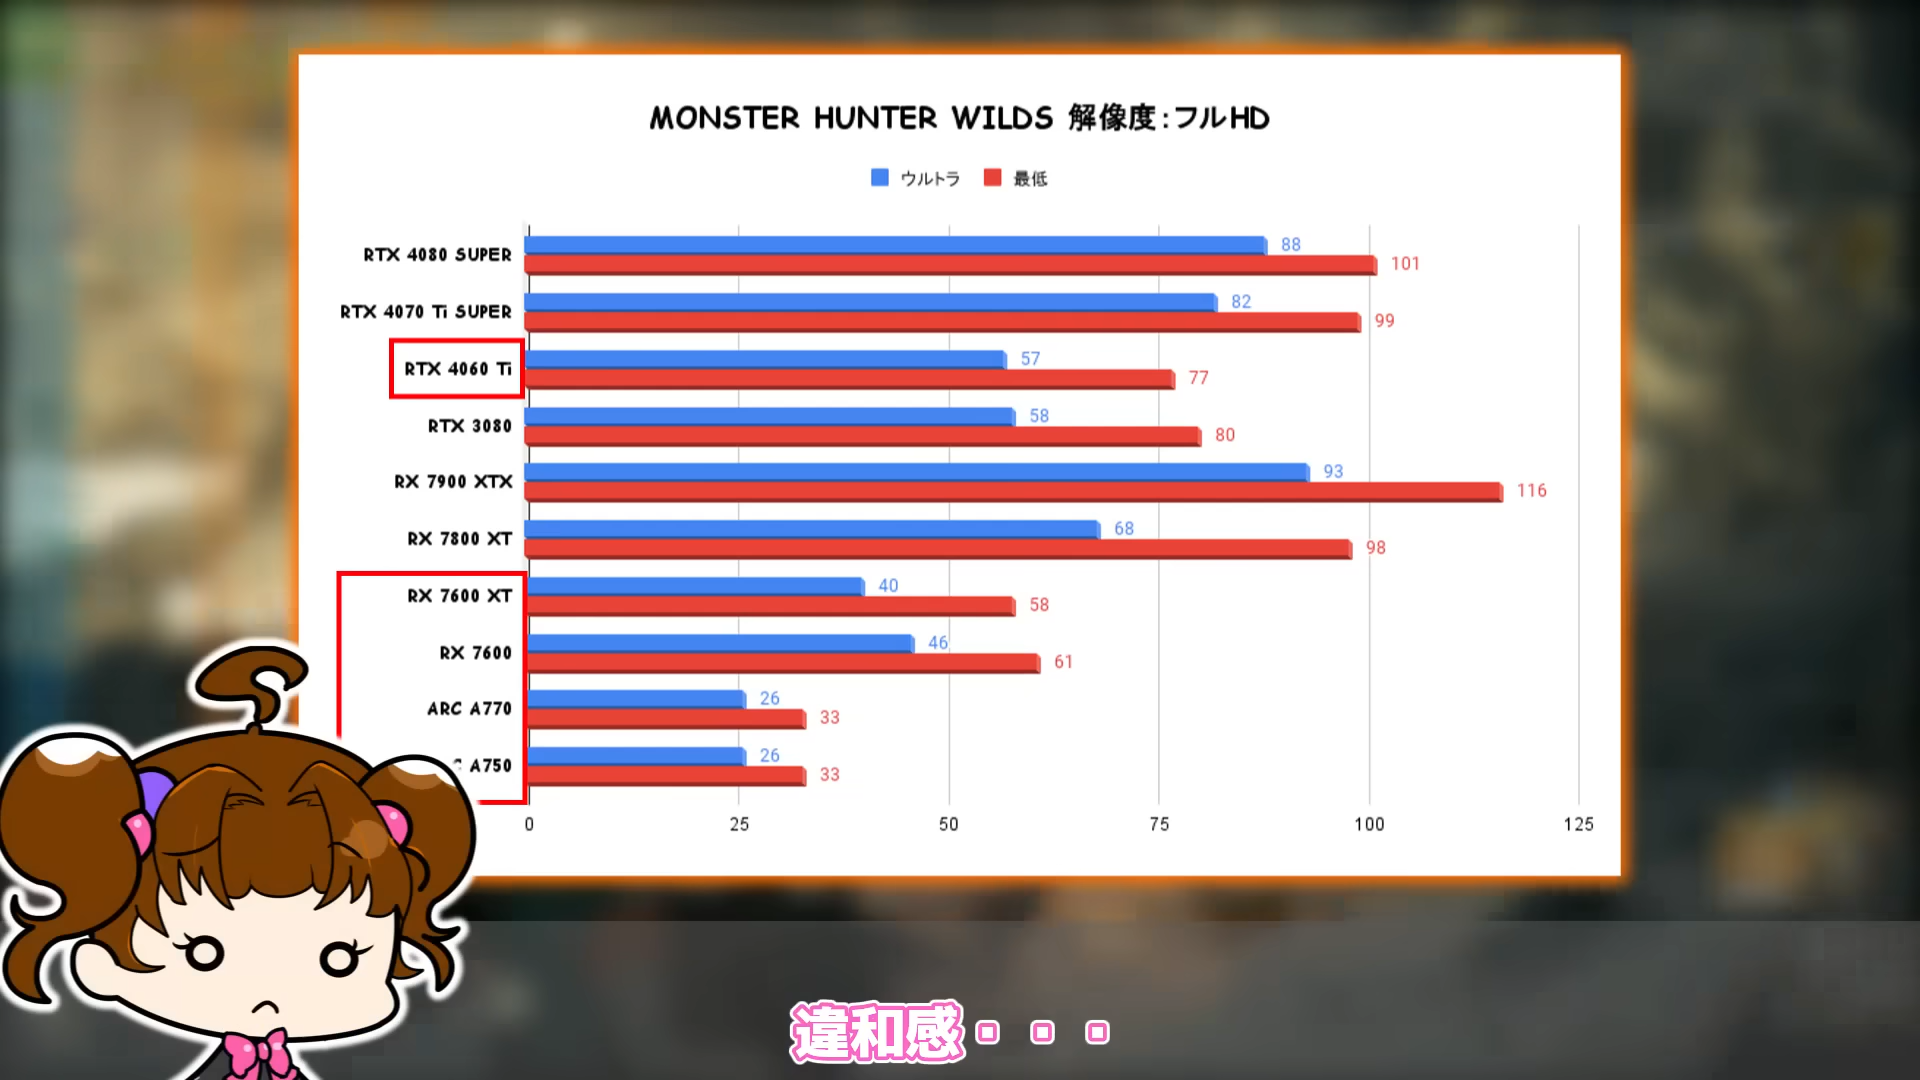 MONSTER HUNTER WILDS 解像度:フルHD
ウルトラ 最低
RTX 4080 SUPER 88
101
RTX 4070 Ti SUPER 82
99
RTX 4060 Ti 57
77
RTX 3080 58
80
RX 7900 XTX 93
116
RX 7800 XT 68
98
RX 7600 XT 40
58
RX 7600 46
61
ARC A770 26
33
A750 26
33
0 25 50 75 100 125
違和感・・・